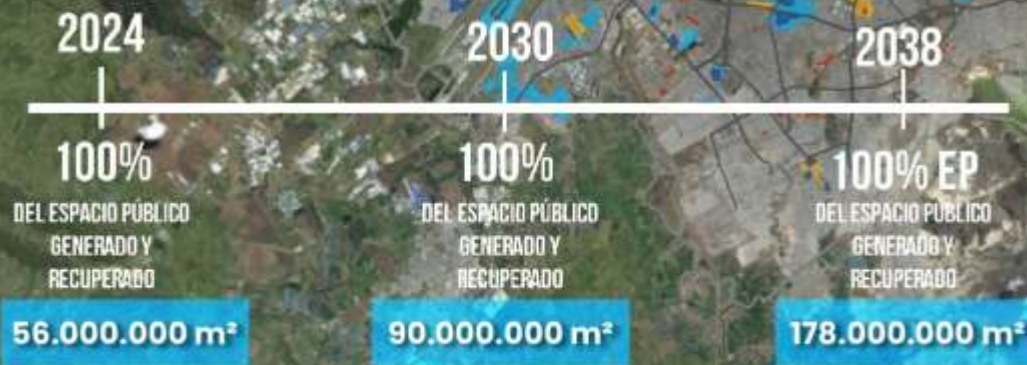 2024
2030
2038
100%
DEL ESPACIO PÚBLICO
GENERADO Y
RECUPERADO
56.000.000 m²
100%
DEL ESPACIO PÚBLICO
GENERADO Y
RECUPERADO
90.000.000 m²
100% EP
DEL ESPACIO PÚBLICO
GENERADO Y
RECUPERADO
178.000.000 m²